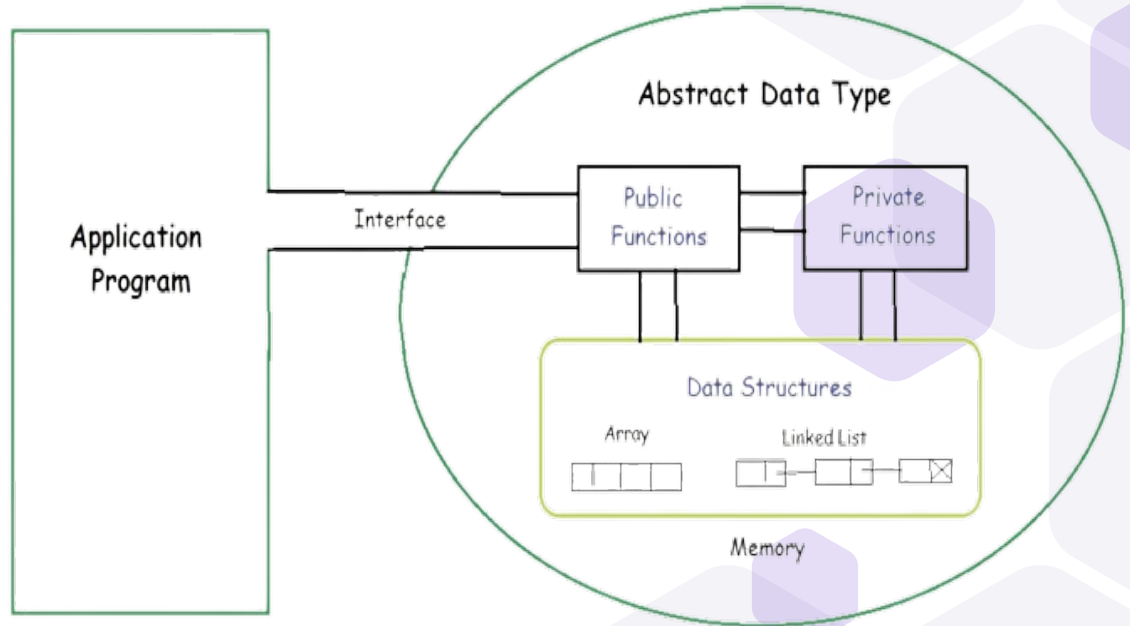 Abstract Data Type
Application
Program
Interface
Public
Functions
Private
Functions
Data Structures
Array
Linked List
Memory